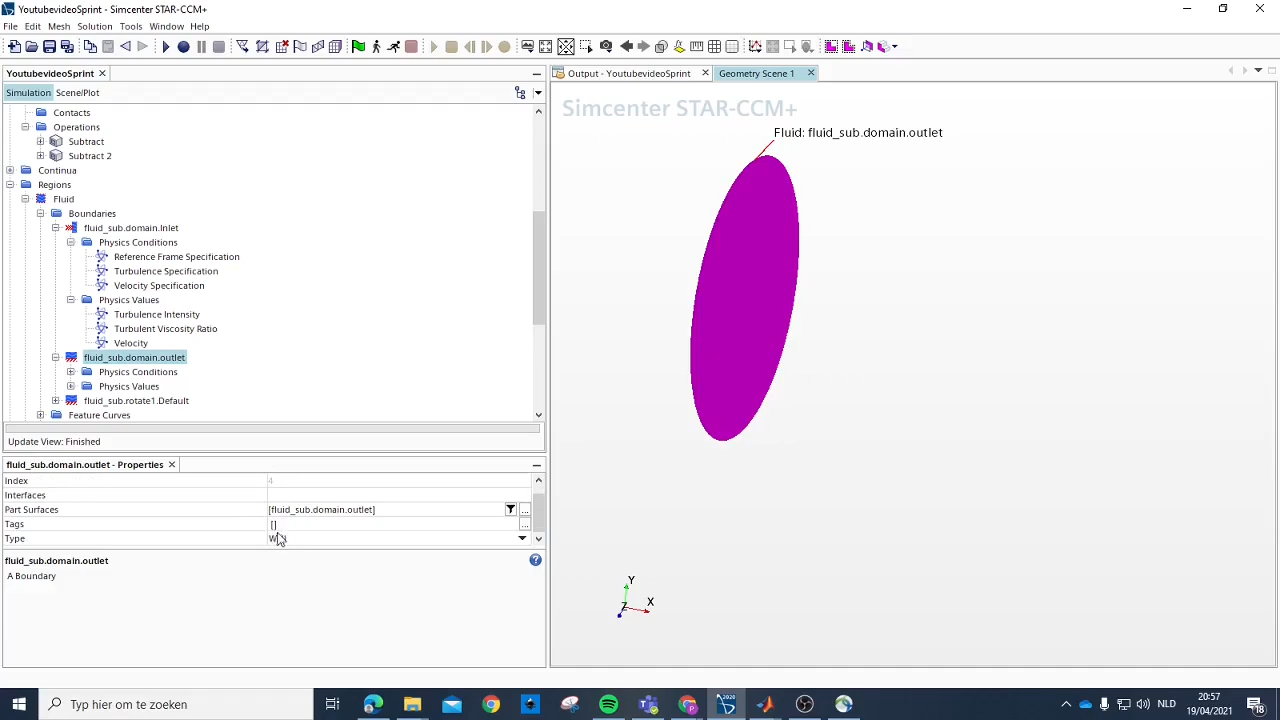 YoutubevideoSprint - Simcenter STAR-CCM+
File Edit Mesh Solution Tools Window Help
YoutubevideoSprint
Simulation Scene/Plot
Contacts
Operations
Subtract
Subtract 2
Continua
Regions
Fluid
Boundaries
fluid_sub.domain.Inlet
Physics Conditions
Reference Frame Specification
Turbulence Specification
Velocity Specification
Physics Values
Turbulence Intensity
Turbulent Viscosity Ratio
Velocity
fluid_sub.domain.outlet
Physics Conditions
Physics Values
fluid_sub.rotate1.Default
Feature Curves
Update View: Finished
fluid_sub.domain.outlet - Properties
Index 4
Interfaces
Part Surfaces [fluid_sub.domain.outlet] ...
Tags [] ...
Type
fluid_sub.domain.outlet
A Boundary
Output - YoutubevideoSprint Geometry Scene 1
Simcenter STAR-CCM+
Fluid: fluid_sub.domain.outlet
Y
X
Z
Typ hier om te zoeken
2020
NLD
20:57
19/04/2021
18